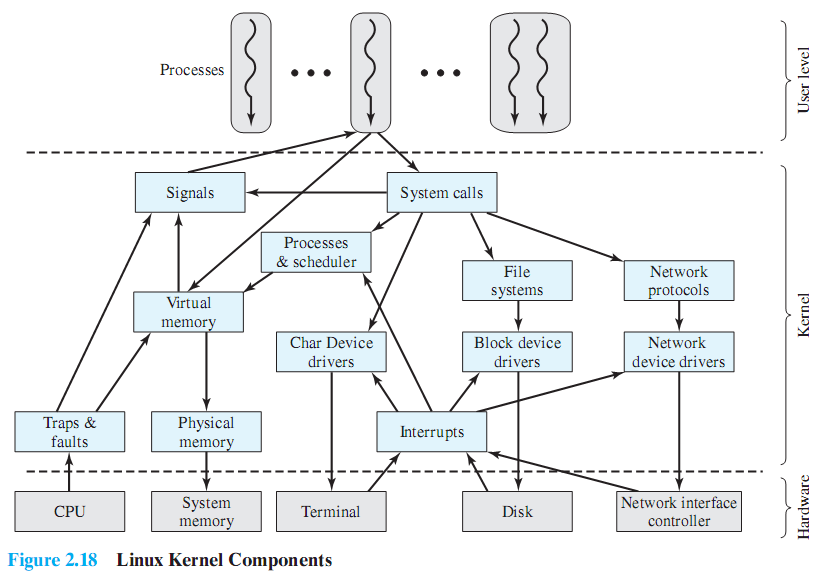 Processes
User level
Signals
System calls
Processes
& scheduler
File
systems
Network
protocols
Virtual
memory
Char Device
drivers
Block device
drivers
Network
device drivers
Kernel
Traps &
faults
Physical
memory
Interrupts
CPU
System
memory
Terminal
Disk
Network interface
controller
Hardware
Figure 2.18 Linux Kernel Components